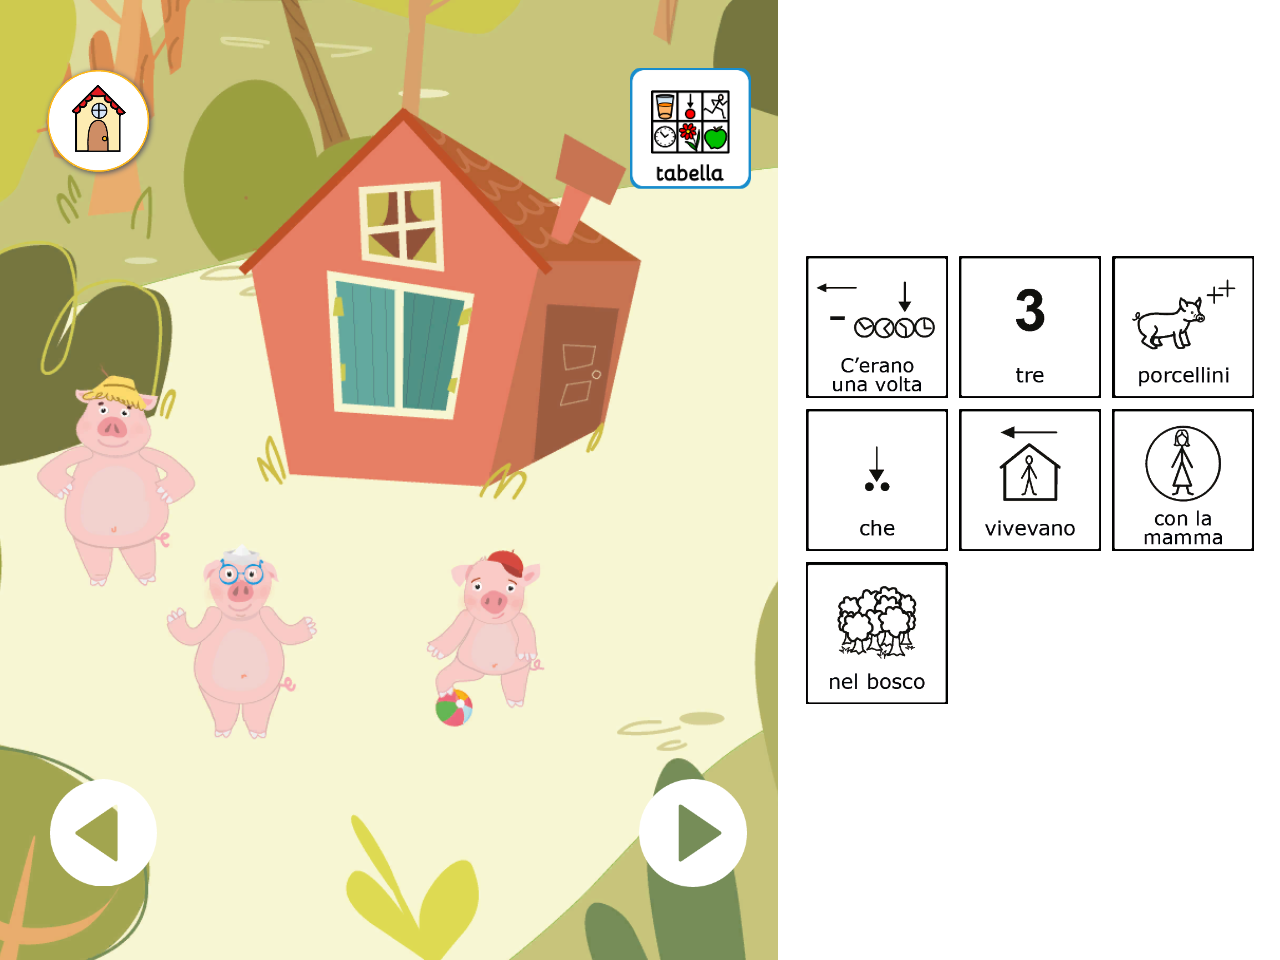 tabella
C’erano
una volta
3
tre
porcellini
che
vivevano
con la
mamma
nel bosco